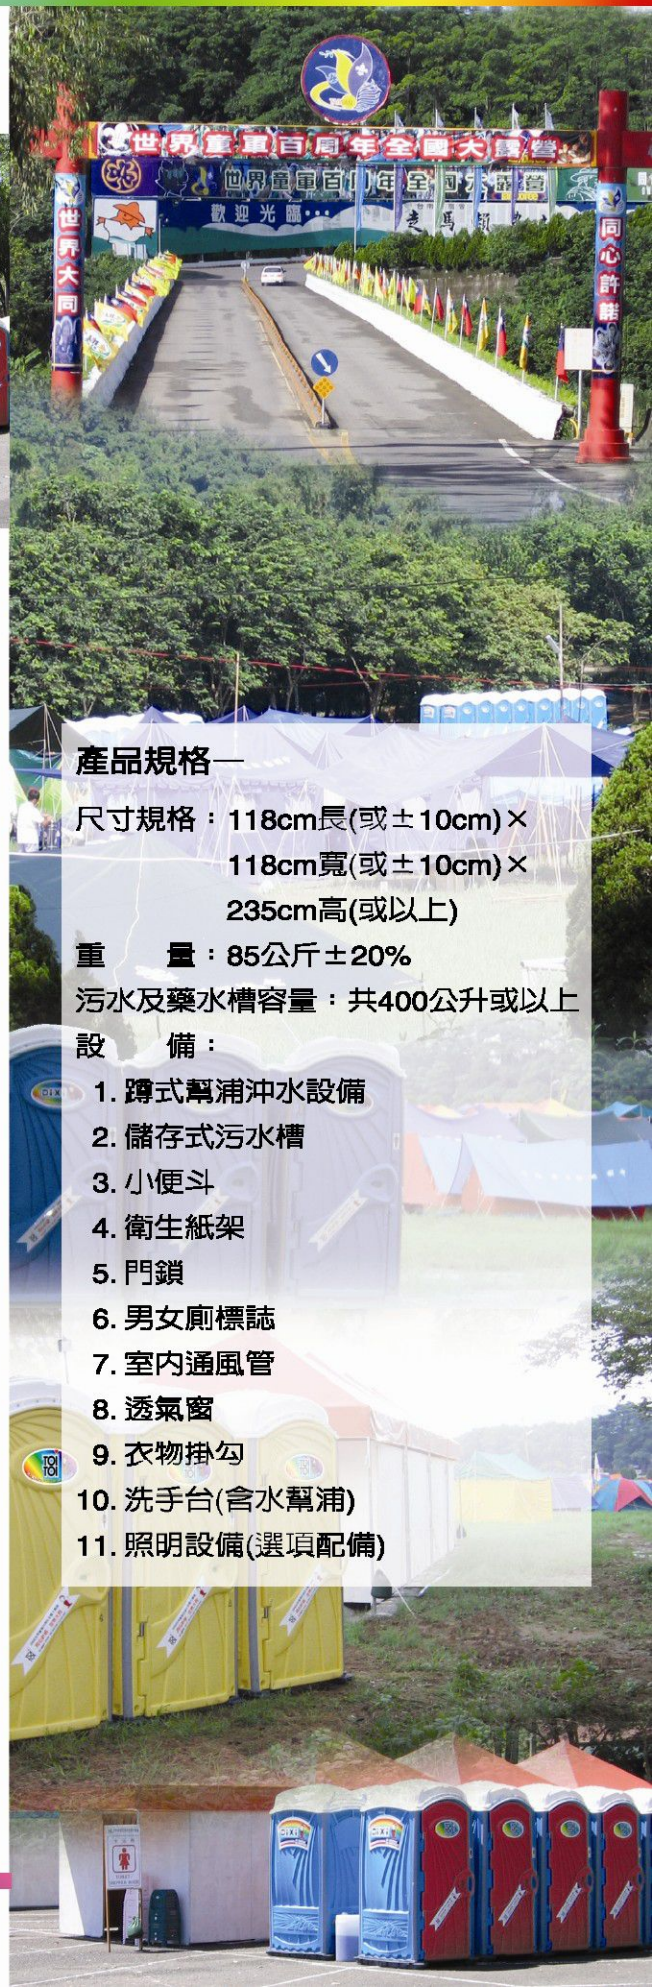 世界童軍百周年全國大露營
世界童軍百周年全國大露營
歡迎光臨•••
走馬瀨
世界大同
同心許諾
產品規格—
尺寸規格：118cm長(或±10cm)×
118cm寬(或±10cm)×
235cm高(或以上)
重　　量：85公斤±20%
污水及藥水槽容量：共400公升或以上
設　　備：
1. 蹲式幫浦沖水設備
2. 儲存式污水槽
3. 小便斗
4. 衛生紙架
5. 門鎖
6. 男女廁標誌
7. 室內通風管
8. 透氣窗
9. 衣物掛勾
10. 洗手台(含水幫浦)
11. 照明設備(選項配備)
DIXI
TOI
TOI